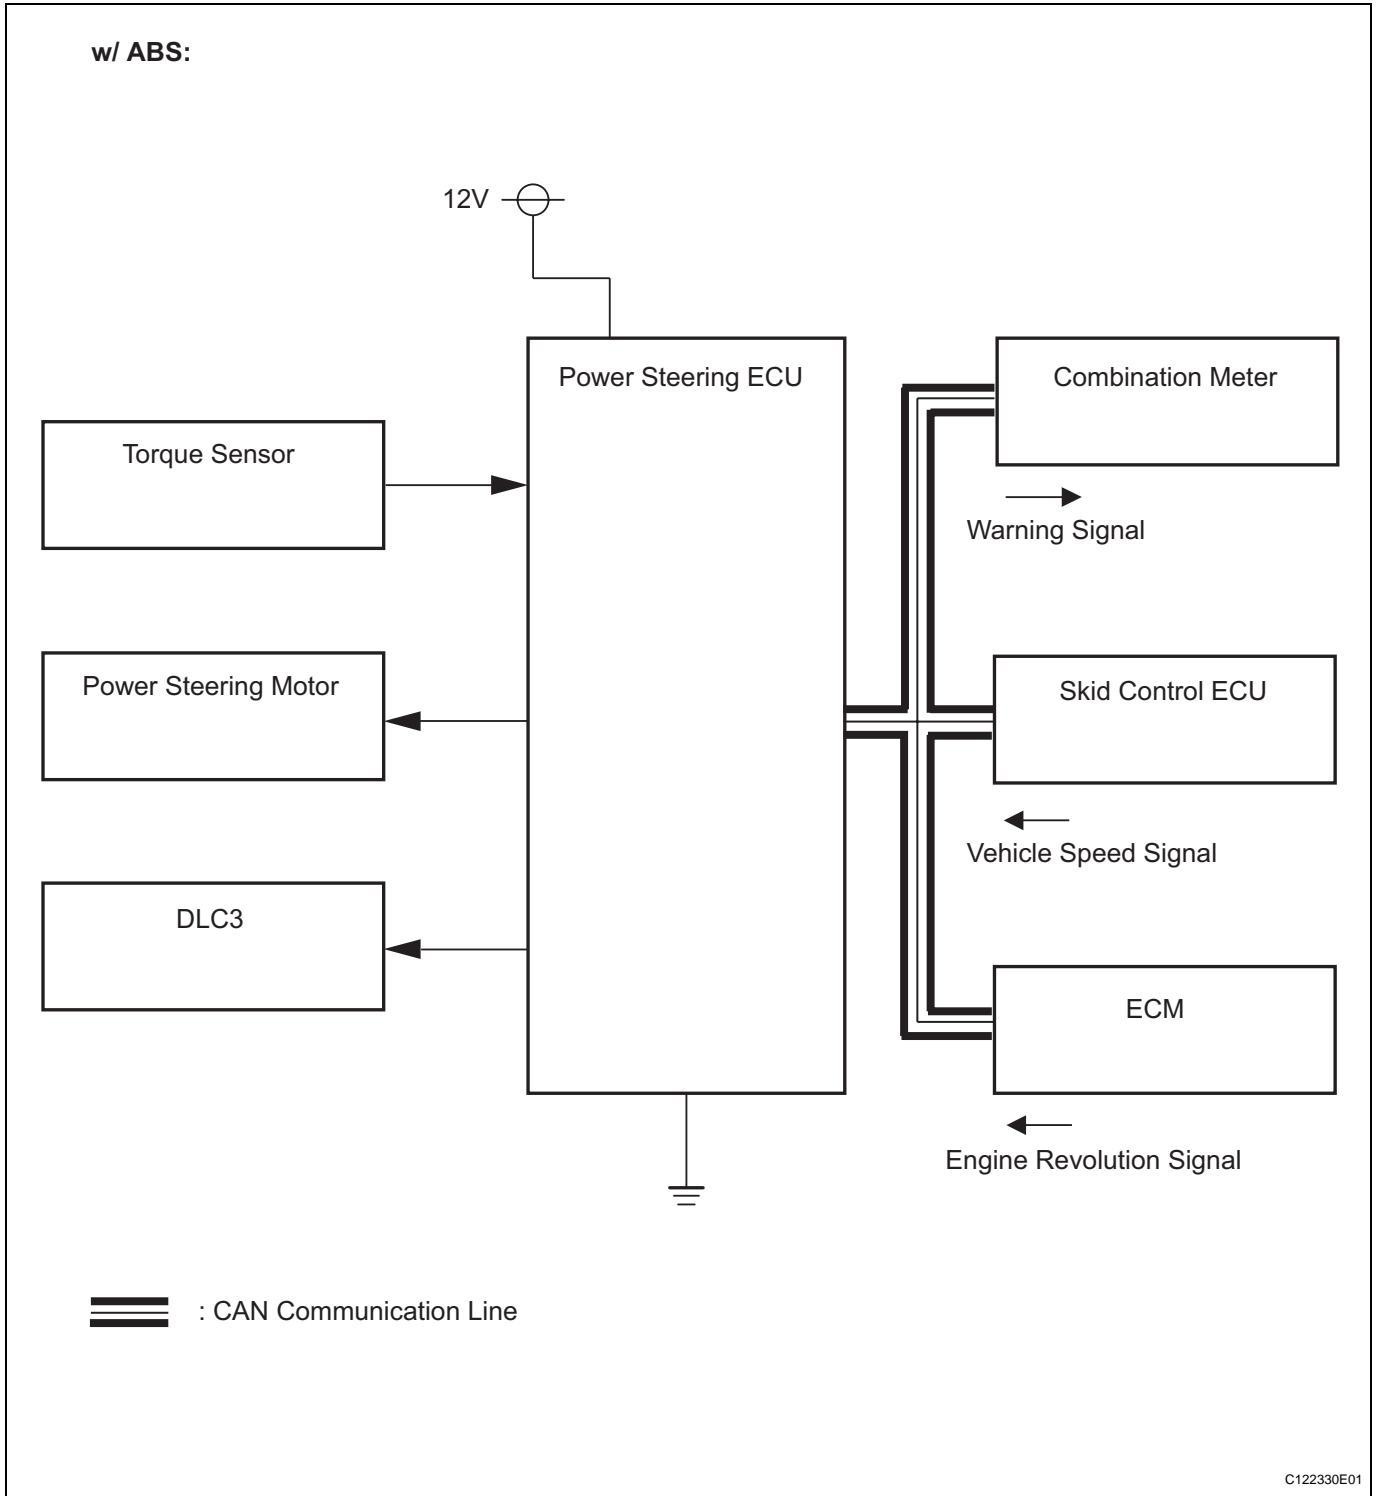 w/ ABS:
12V
Power Steering ECU
Combination Meter
Torque Sensor
Warning Signal
Power Steering Motor
Skid Control ECU
Vehicle Speed Signal
DLC3
ECM
Engine Revolution Signal
: CAN Communication Line
C122330E01